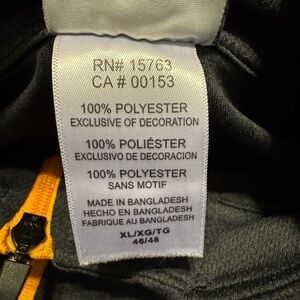 RN# 15763
CA # 00153
100% POLYESTER
EXCLUSIVE OF DECORATION
100% POLIÉSTER
EXCLUSIVO DE DECORACION
100% POLYESTER
SANS MOTIF
MADE IN BANGLADESH
HECHO EN BANGLADESH
FABRIQUE AU BANGLADESH
XL/XG/TG
46/48